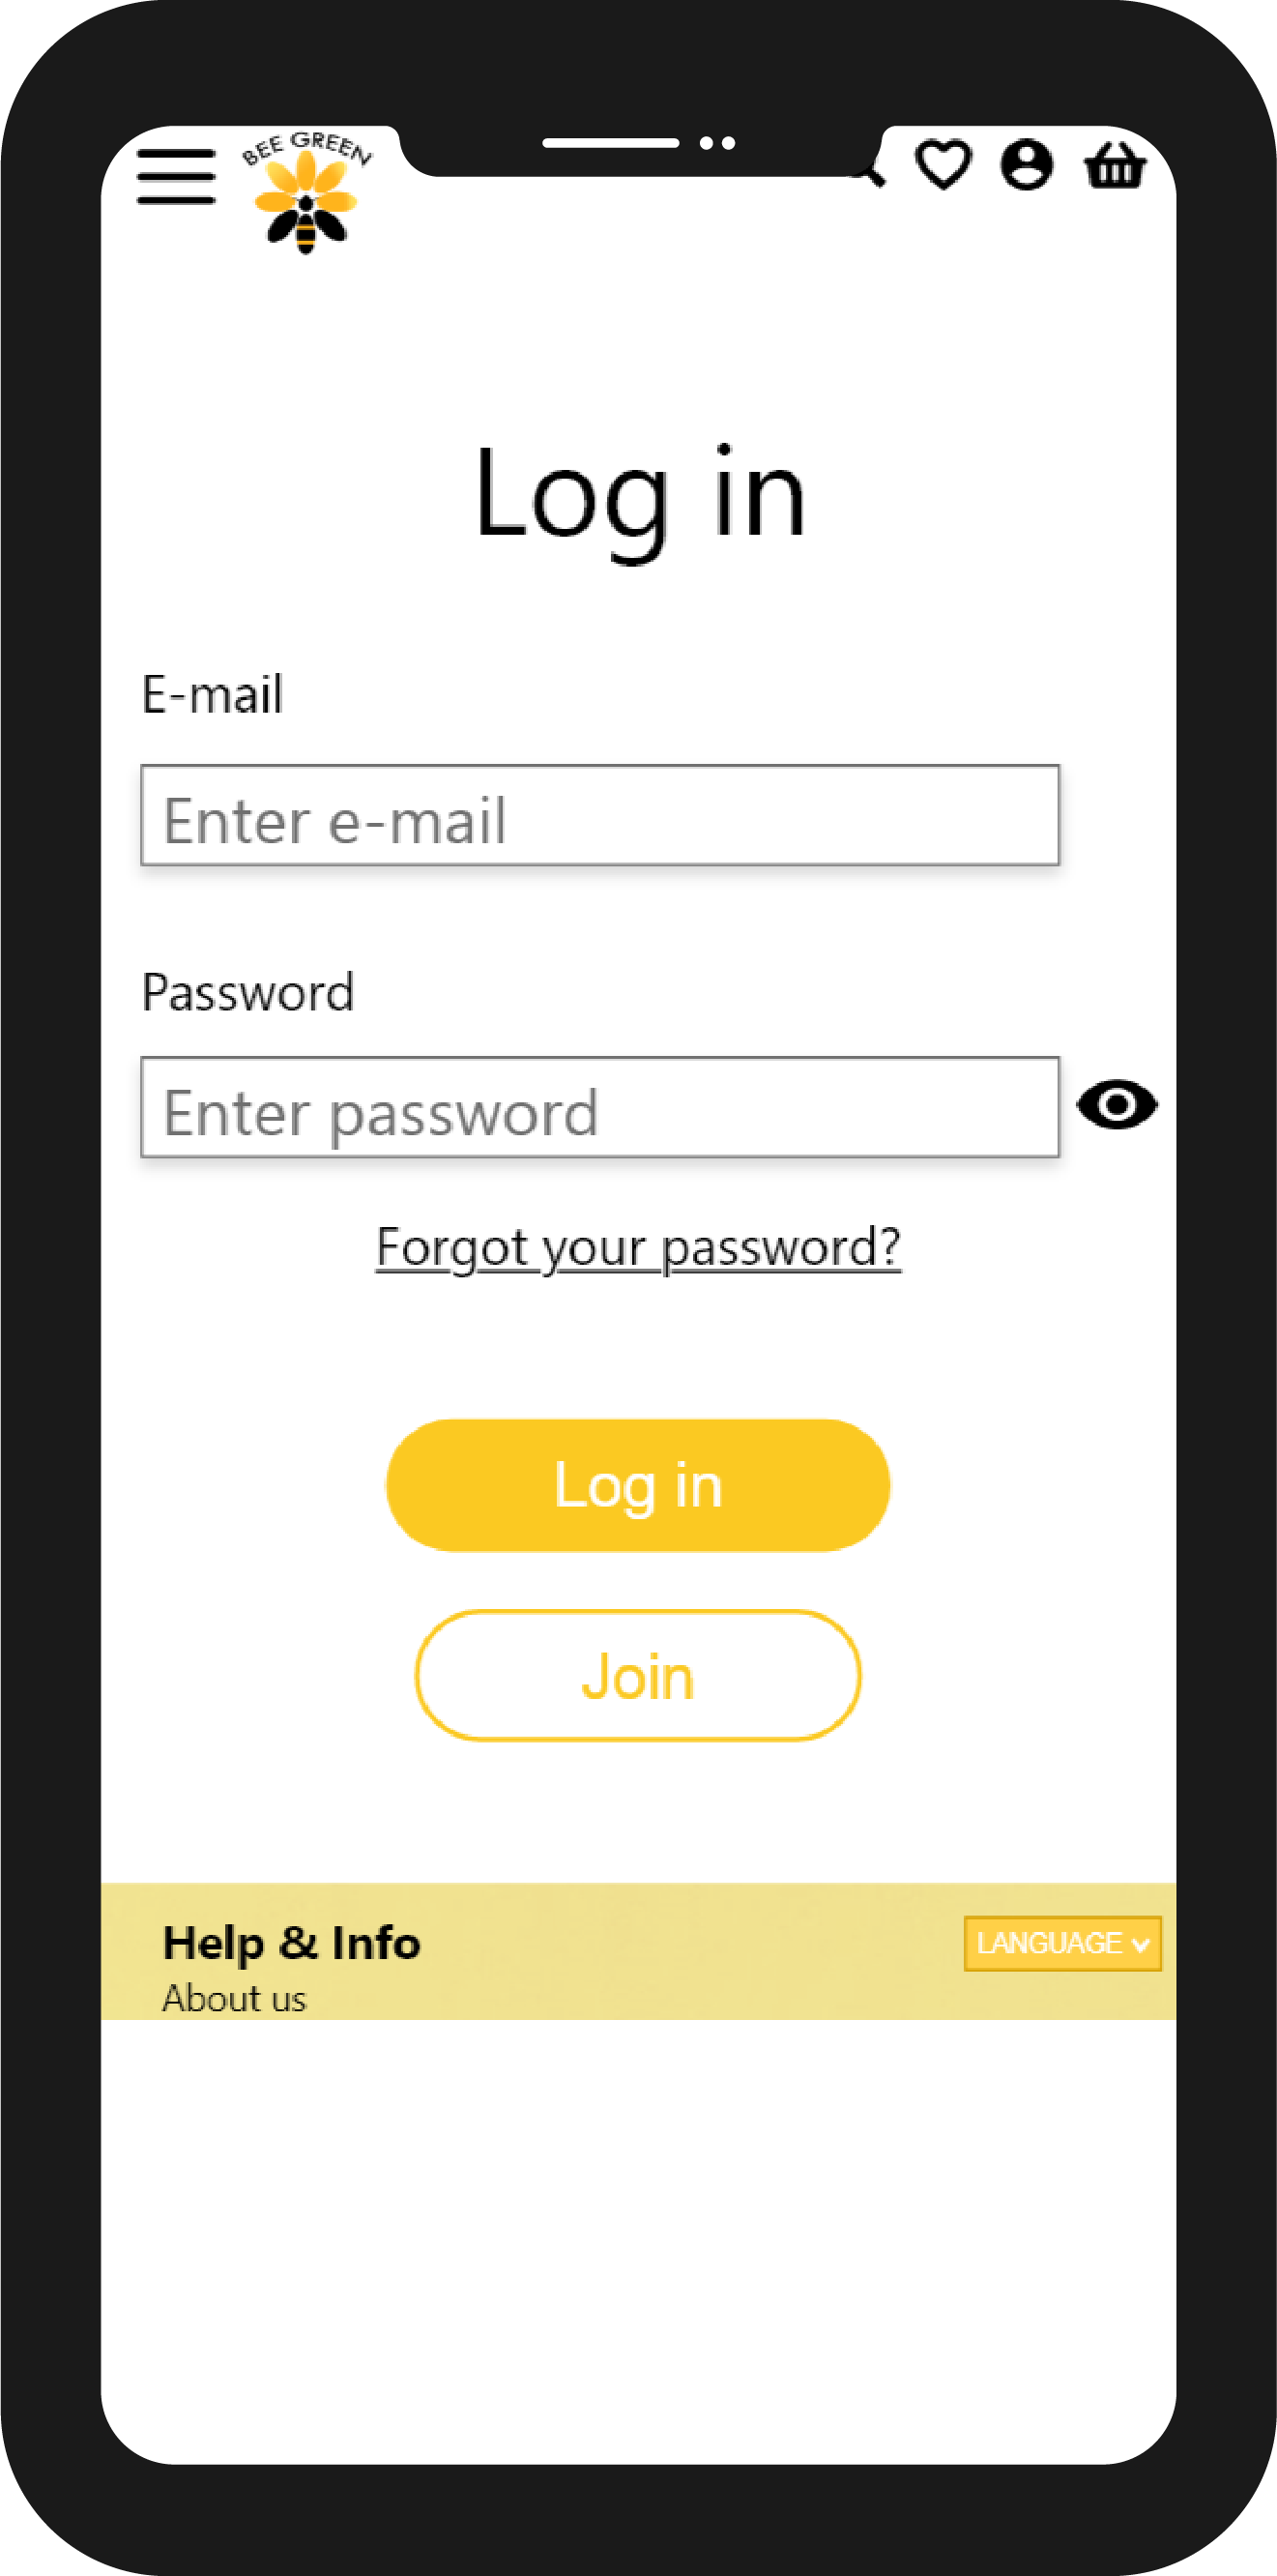 BEE GREEN
Log in
E-mail
Enter e-mail
Password
Enter password
Forgot your password?
Log in
Join
Help & Info
LANGUAGE
About us